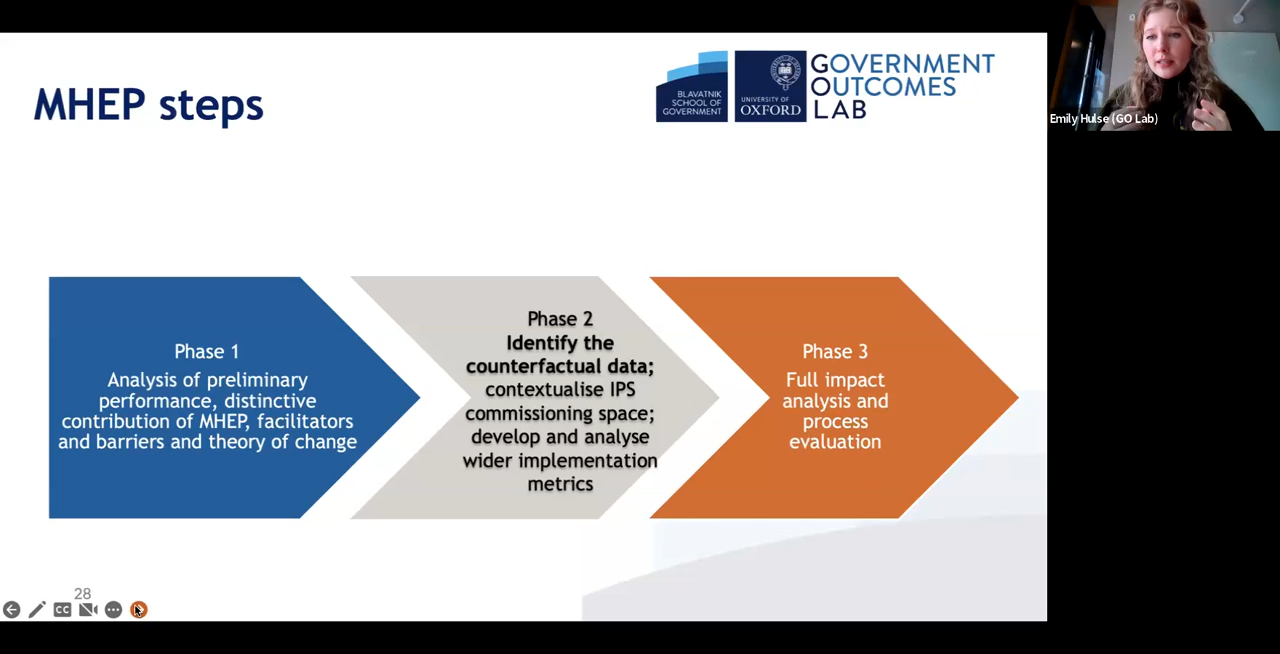 MHEP steps
BLAVATNIK
SCHOOL OF
GOVERNMENT
UNIVERSITY OF
OXFORD
GOVERNMENT
OUTCOMES
LAB
Emily Hulse (GO Lab)
Phase 1
Analysis of preliminary
performance, distinctive
contribution of MHEP, facilitators
and barriers and theory of change
Phase 2
Identify the
counterfactual data;
contextualise IPS
commissioning space;
develop and analyse
wider implementation
metrics
Phase 3
Full impact
analysis and
process
evaluation
28
CC